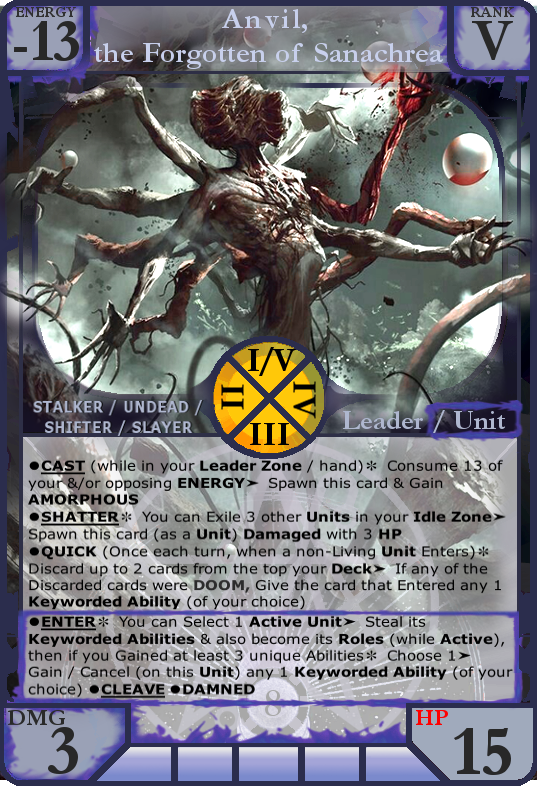 ENERGY
-13
Anvil,
the Forgotten of Sanachrea
RANK
V
I/V
II
IV
III
STALKER / UNDEAD /
SHIFTER / SLAYER
Leader / Unit
●CAST (while in your Leader Zone / hand)✻ Consume 13 of
your &/or opposing ENERGY➤ Spawn this card & Gain
AMORPHOUS
●SHATTER✻ You can Exile 3 other Units in your Idle Zone➤
Spawn this card (as a Unit) Damaged with 3 HP
●QUICK (Once each turn, when a non-Living Unit Enters)✻
Discard up to 2 cards from the top your Deck➤ If any of the
Discarded cards were DOOM, Give the card that Entered any 1
Keyworded Ability (of your choice)
●ENTER✻ You can Select 1 Active Unit➤ Steal its
Keyworded Abilities & also become its Roles (while Active),
then if you Gained at least 3 unique Abilities✻ Choose 1➤
Gain / Cancel (on this Unit) any 1 Keyworded Ability (of your
choice) ●CLEAVE ●DAMNED
8
DMG
3
HP
15